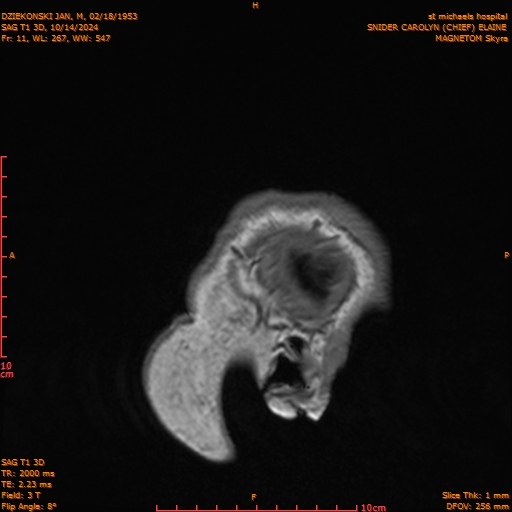 H
DZIEKONSKI JAN, M, 02/18/1953
SAG T1 3D, 10/14/2024
Fr: 11, WL: 267, WW: 547
st michaels hospital
SNIDER CAROLYN (CHIEF) ELAINE
MAGNETOM Skyra
A
P
10
cm
SAG T1 3D
TR: 2000 ms
TE: 2.23 ms
Field: 3 T
Flip Angle: 8°
F
10cm
Slice Thk: 1 mm
DFOV: 256 mm